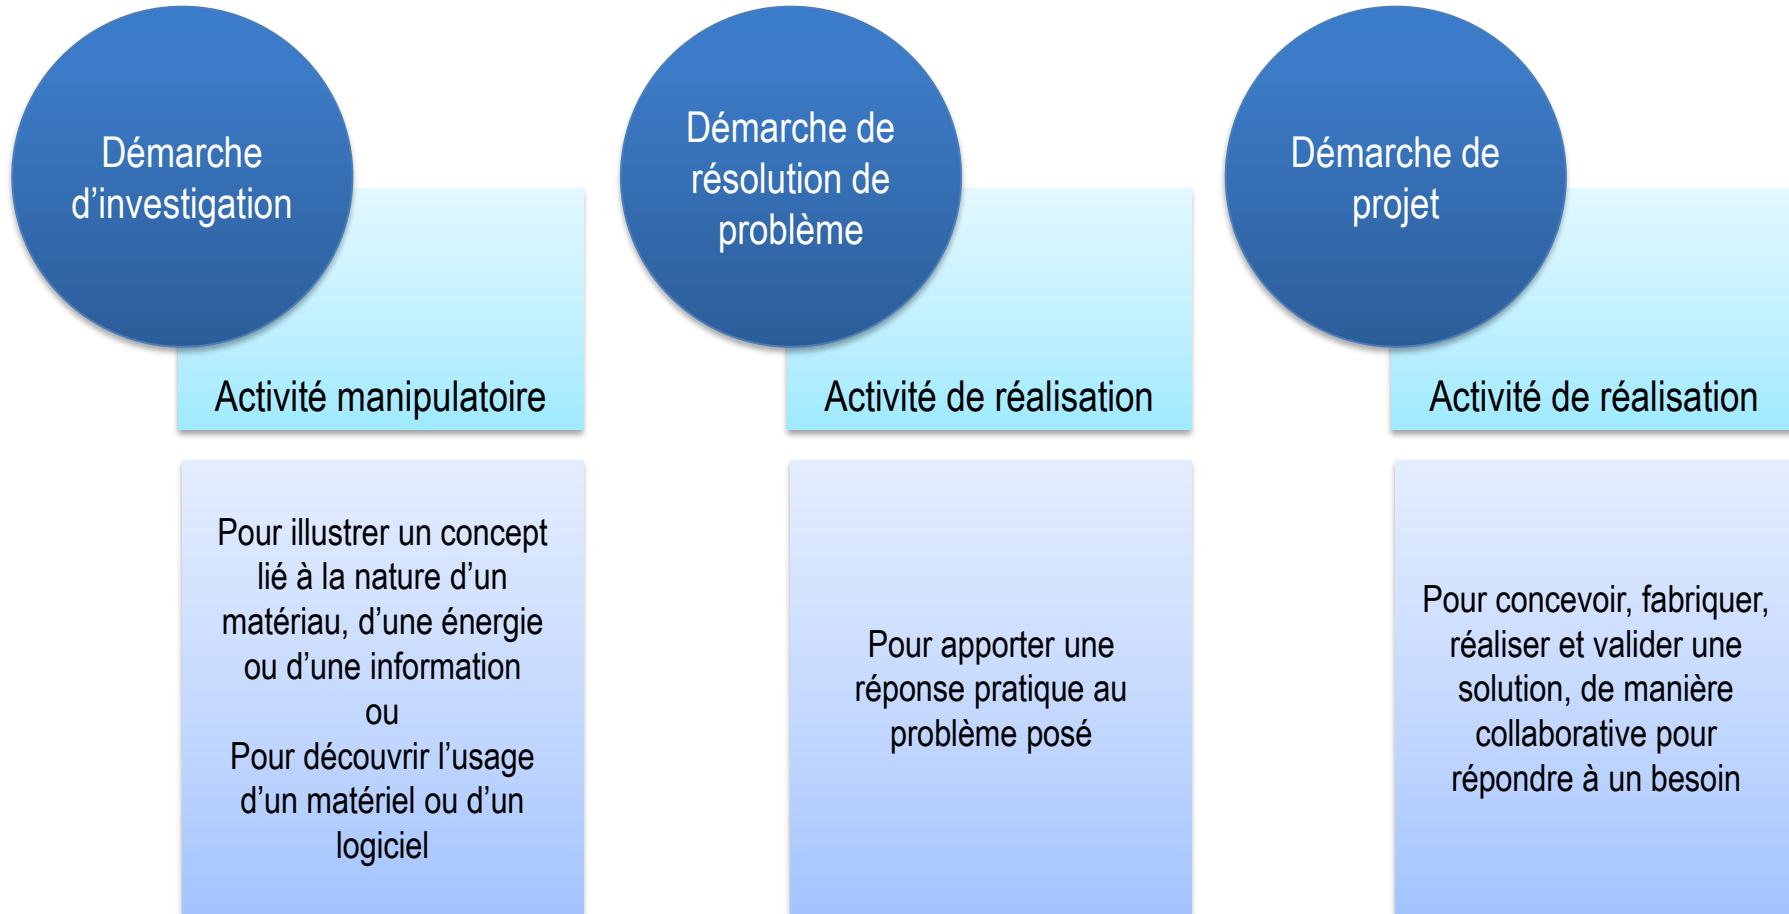 Démarche
d’investigation
Activité manipulatoire
Pour illustrer un concept
lié à la nature d’un
matériau, d’une énergie
ou d’une information
ou
Pour découvrir l’usage
d’un matériel ou d’un
logiciel
Démarche de
résolution de
problème
Activité de réalisation
Pour apporter une
réponse pratique au
problème posé
Démarche de
projet
Activité de réalisation
Pour concevoir, fabriquer,
réaliser et valider une
solution, de manière
collaborative pour
répondre à un besoin